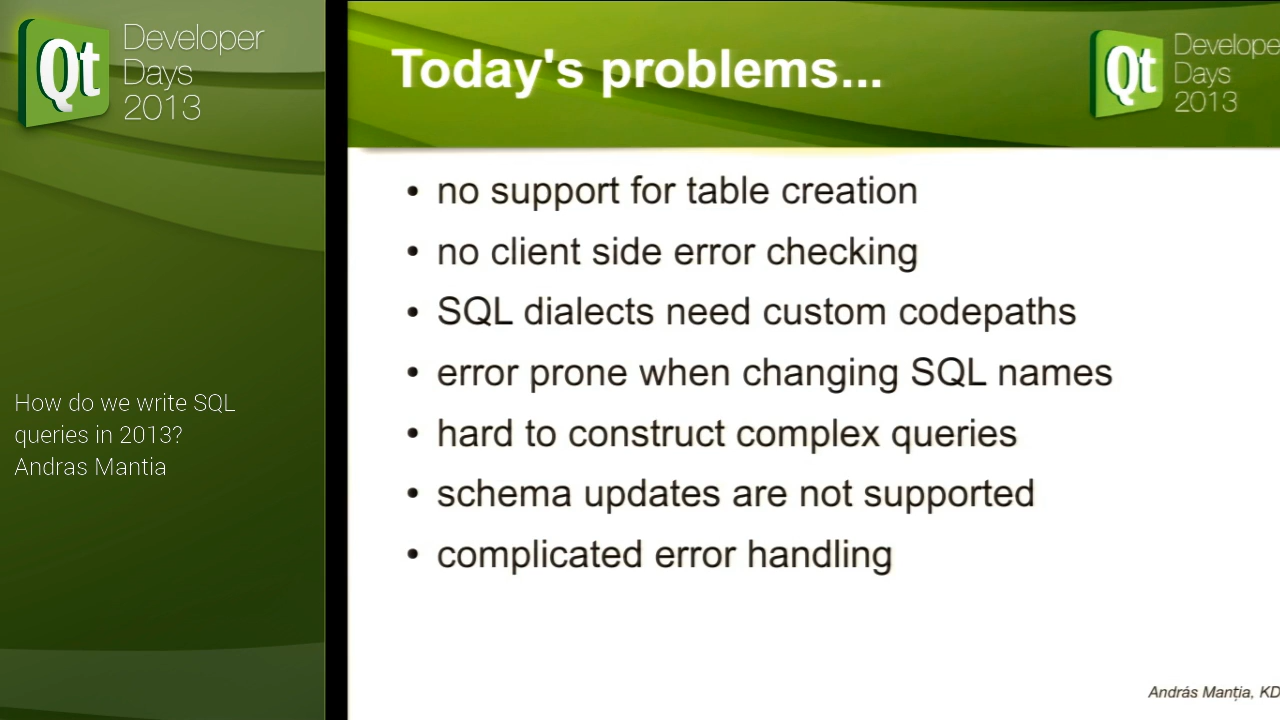 Qt Developer
Days
2013
How do we write SQL
queries in 2013?
Andras Mantia
Today's problems...
Qt
Days
2013
• no support for table creation
• no client side error checking
• SQL dialects need custom codepaths
• error prone when changing SQL names
• hard to construct complex queries
• schema updates are not supported
• complicated error handling
András Manția,